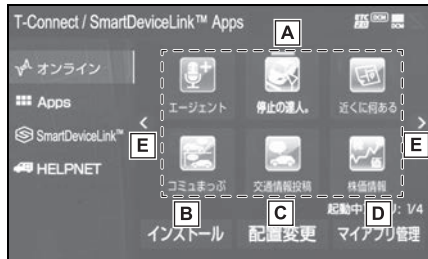 T-Connect / SmartDeviceLink™ Apps
ETC DCM
A
オンライン
Apps
SmartDeviceLink™
HELPNET
エージェント 停止の達人。 近くに何ある
E E
コミュまっぷ 交通情報投稿 株価情報
B C D
起動中 リ: 1/4
インストール 配置変更 マイアプリ管理